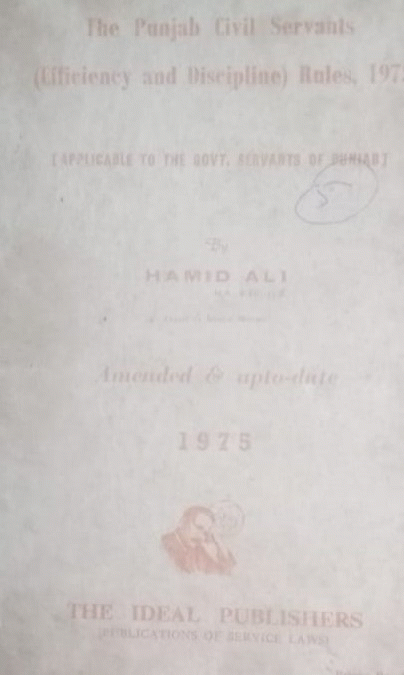 The Punjab Civil Servants
(Efficiency and Discipline) Rules, 197
[APPLICABLE TO THE GOVT. SERVANTS OF PUNJAB]
By
HAMID ALI
Amended & upto-date
1975
THE IDEAL PUBLISHERS
(PUBLICATIONS OF SERVICE LAWS)